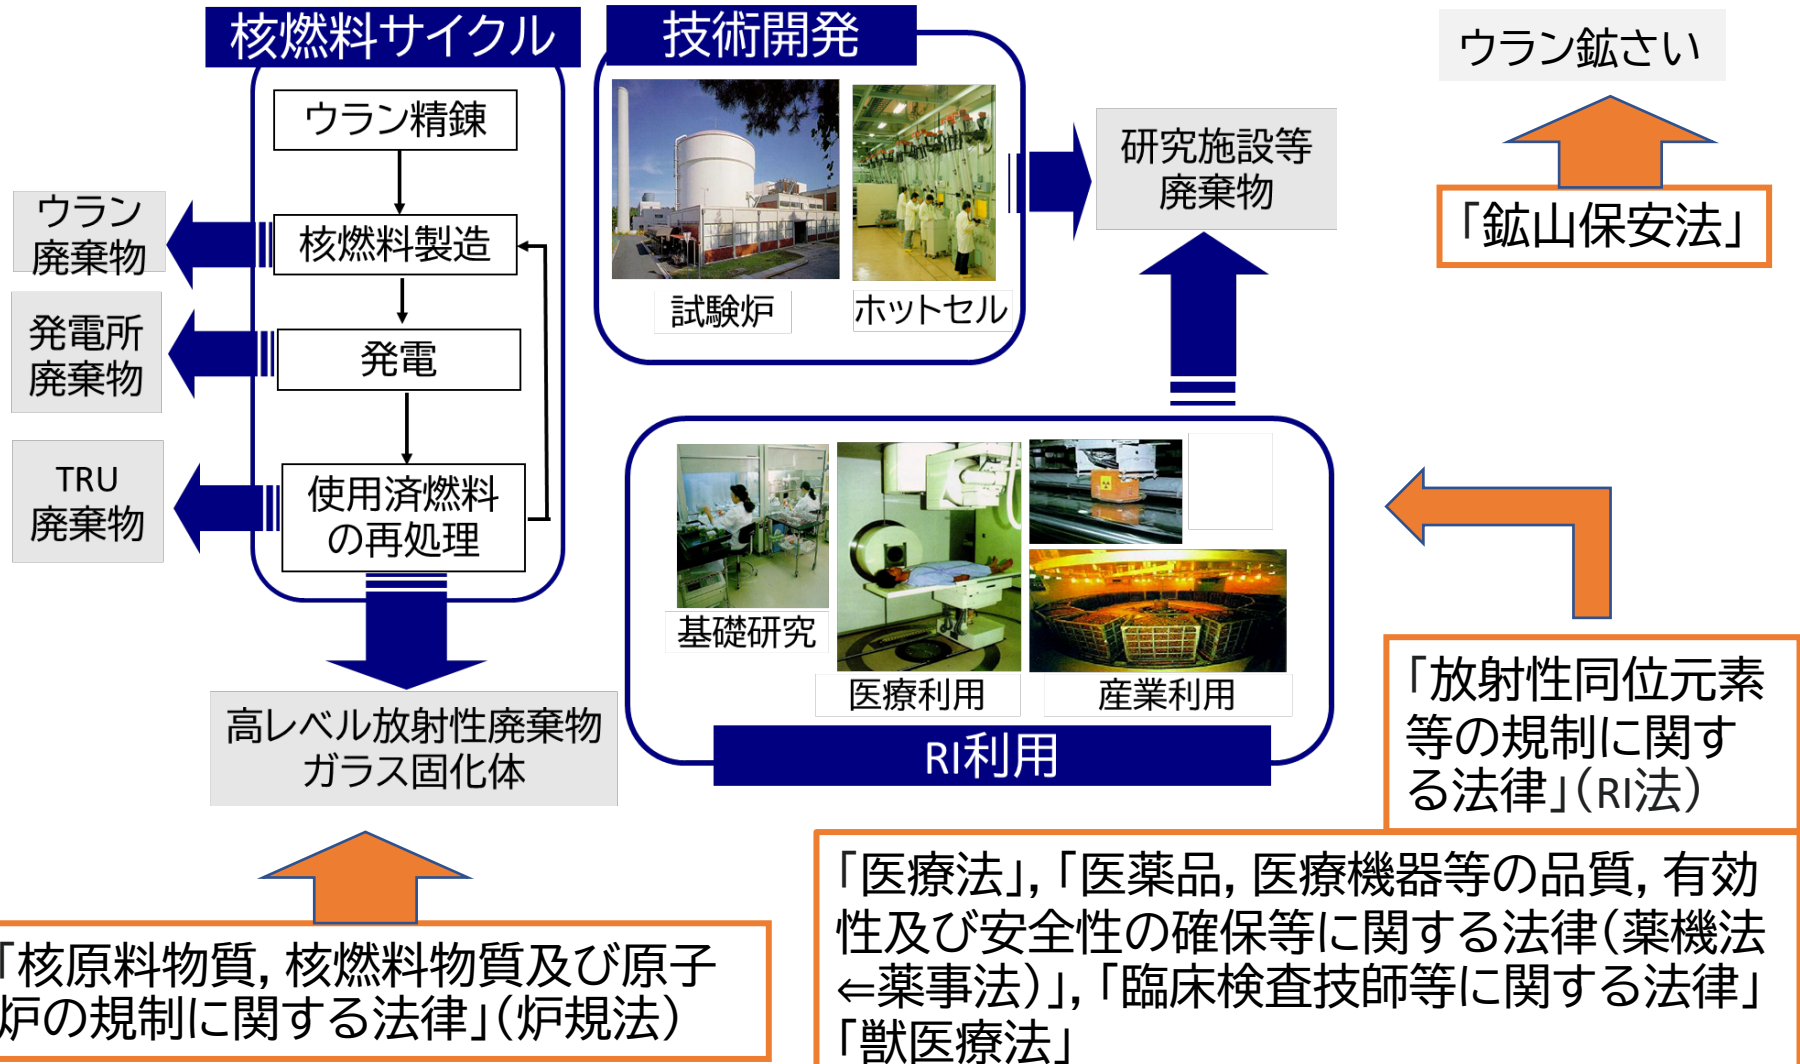 核燃料サイクル
ウラン精錬
核燃料製造
発電
使用済燃料
の再処理
ウラン
廃棄物
発電所
廃棄物
TRU
廃棄物
高レベル放射性廃棄物
ガラス固化体
「核原料物質，核燃料物質及び原子
炉の規制に関する法律」（炉規法）
技術開発
試験炉
ホットセル
研究施設等
廃棄物
ウラン鉱さい
「鉱山保安法」
基礎研究
医療利用
産業利用
RI利用
「放射性同位元素
等の規制に関す
る法律」（RI法）
「医療法」，「医薬品，医療機器等の品質，有効
性及び安全性の確保等に関する法律（薬機法
⇐薬事法）」，「臨床検査技師等に関する法律」
「獣医療法」